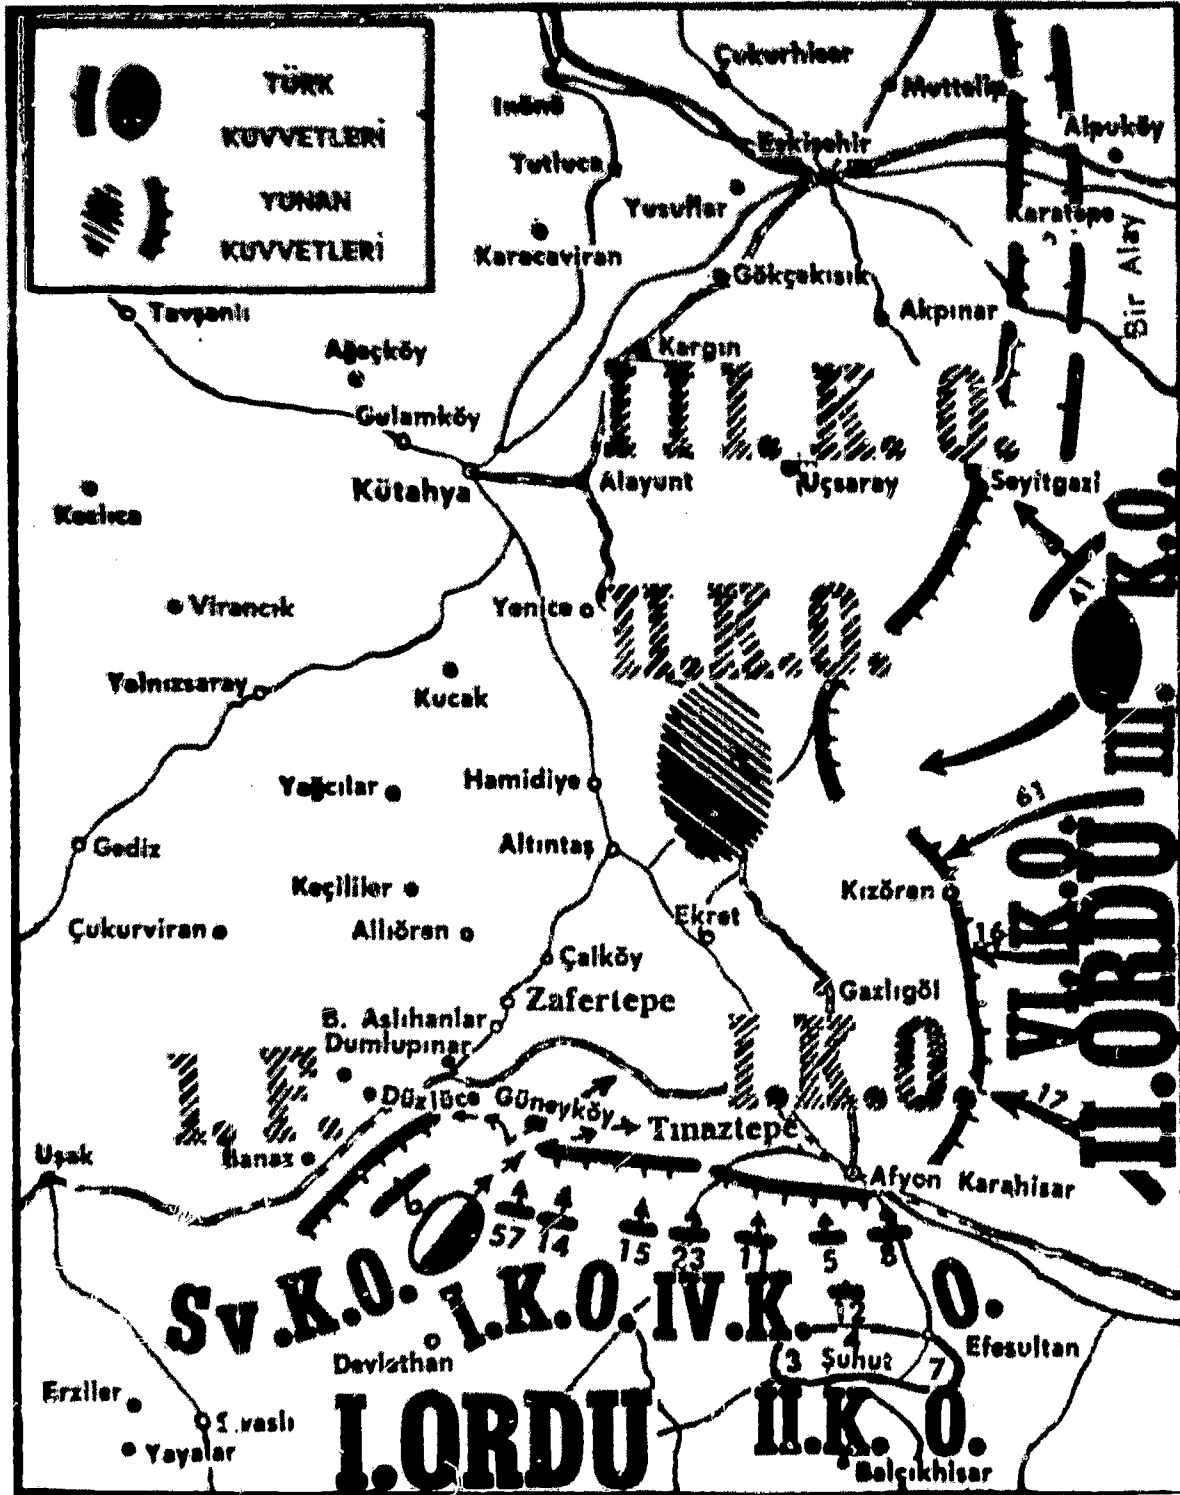 TÜRK
KUVVETLERİ
YUNAN
KUVVETLERİ
Çukurhisar
İnönü
Muttalip
Eskişehir
Alpuköy
Tutluca
Yusuflar
Karatepe
Karacaviran
Gökçekısık
Bir Alay
Tavşanlı
Akpınar
Ağaçköy
Kargın
III.K.O.
Gulamköy
Kütahya
Alayunt
Üçsaray
Seyitgazi
Kızılca
41
Virancık
Yenice
II.K.O.
III.K.O.
Yalnızsaray
Kucak
Yağcılar
Hamidiye
61
Gediz
Altıntaş
Keçililer
Kızören
Çukurviran
Allıören
Ekret
16
VI.K.O.
II.ORDU
Çalköy
Gazlıgöl
Zafertepe
B. Aslıhanlar
Dumlupınar
1.F.
I.K.O.
Düzlüce
Güneyköy
Tınaztepe
17
Uşak
Banaz
Afyon Karahisar
57
14
15
23
11
5
8
Sv.K.O.
I.K.O.
IV.K.O.
12
4
Devlathan
3
Şuhut
7
Efesultan
Erziler
I.ORDU
II.K.O.
Yayalar
Balçıkhisar